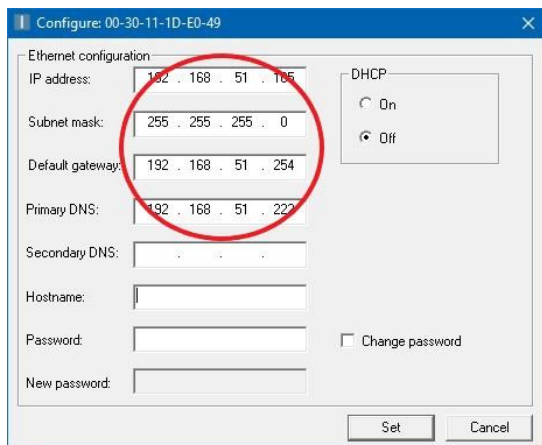 Configure: 00-30-11-1D-E0-49
Ethernet configuration
IP address: 192 . 168 . 51 . 185
DHCP
On
Subnet mask: 255 . 255 . 255 . 0
Off
Default gateway: 192 . 168 . 51 . 254
Primary DNS: 192 . 168 . 51 . 222
Secondary DNS: . . .
Hostname:
Password:
Change password
New password:
Set Cancel